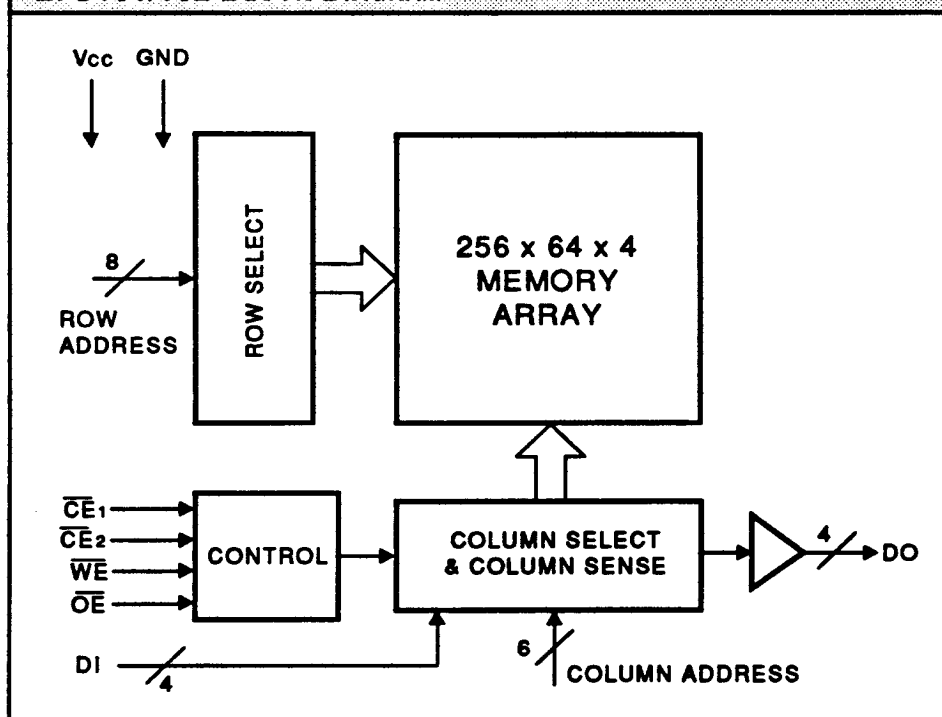 Vcc GND
ROW SELECT
256 x 64 x 4
MEMORY
ARRAY
8
ROW
ADDRESS
CE1
CE2
WE
OE
CONTROL
COLUMN SELECT
& COLUMN SENSE
4
DO
DI
4
6
COLUMN ADDRESS